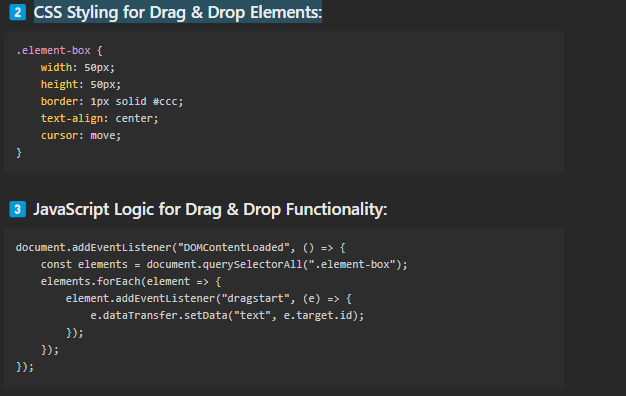 2 CSS Styling for Drag & Drop Elements:
.element-box {
    width: 50px;
    height: 50px;
    border: 1px solid #ccc;
    text-align: center;
    cursor: move;
}
3 JavaScript Logic for Drag & Drop Functionality:
document.addEventListener("DOMContentLoaded", () => {
    const elements = document.querySelectorAll(".element-box");
    elements.forEach(element => {
        element.addEventListener("dragstart", (e) => {
            e.dataTransfer.setData("text", e.target.id);
        });
    });
});